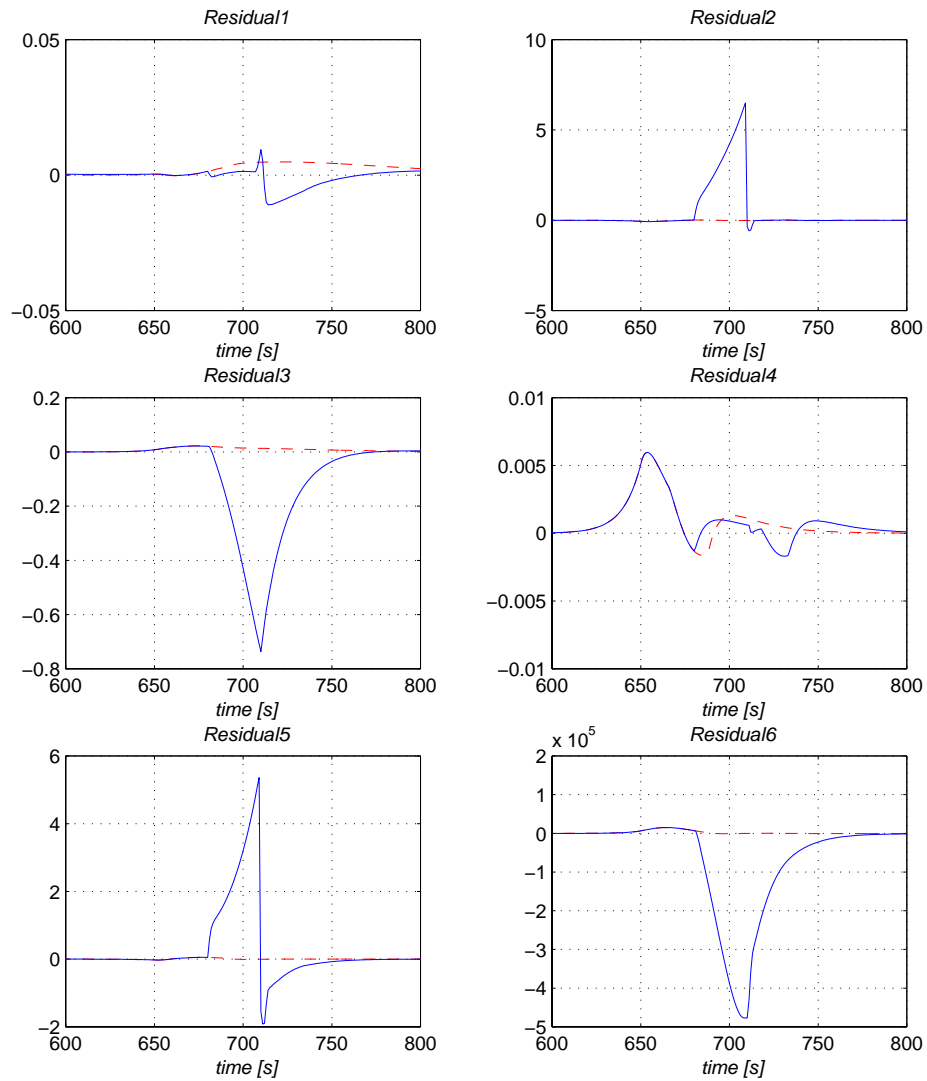 Residual1
0.05
0
−0.05
600 650 700 750 800
time [s]
Residual2
10
5
0
−5
600 650 700 750 800
time [s]
Residual3
0.2
0
−0.2
−0.4
−0.6
−0.8
600 650 700 750 800
time [s]
Residual4
0.01
0.005
0
−0.005
−0.01
600 650 700 750 800
time [s]
Residual5
6
4
2
0
−2
600 650 700 750 800
time [s]
Residual6
x 10^5
2
1
0
−1
−2
−3
−4
−5
600 650 700 750 800
time [s]